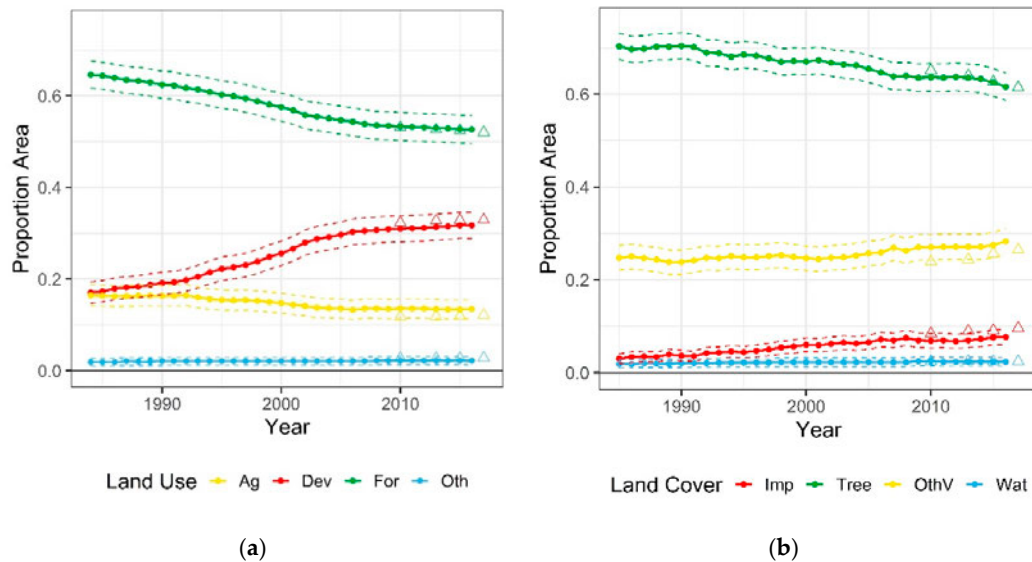 0.6
0.4
0.2
0.0
Proportion Area
1990 2000 2010
Year
Land Use Ag Dev For Oth
(a)
0.6
0.4
0.2
0.0
Proportion Area
1990 2000 2010
Year
Land Cover Imp Tree OthV Wat
(b)